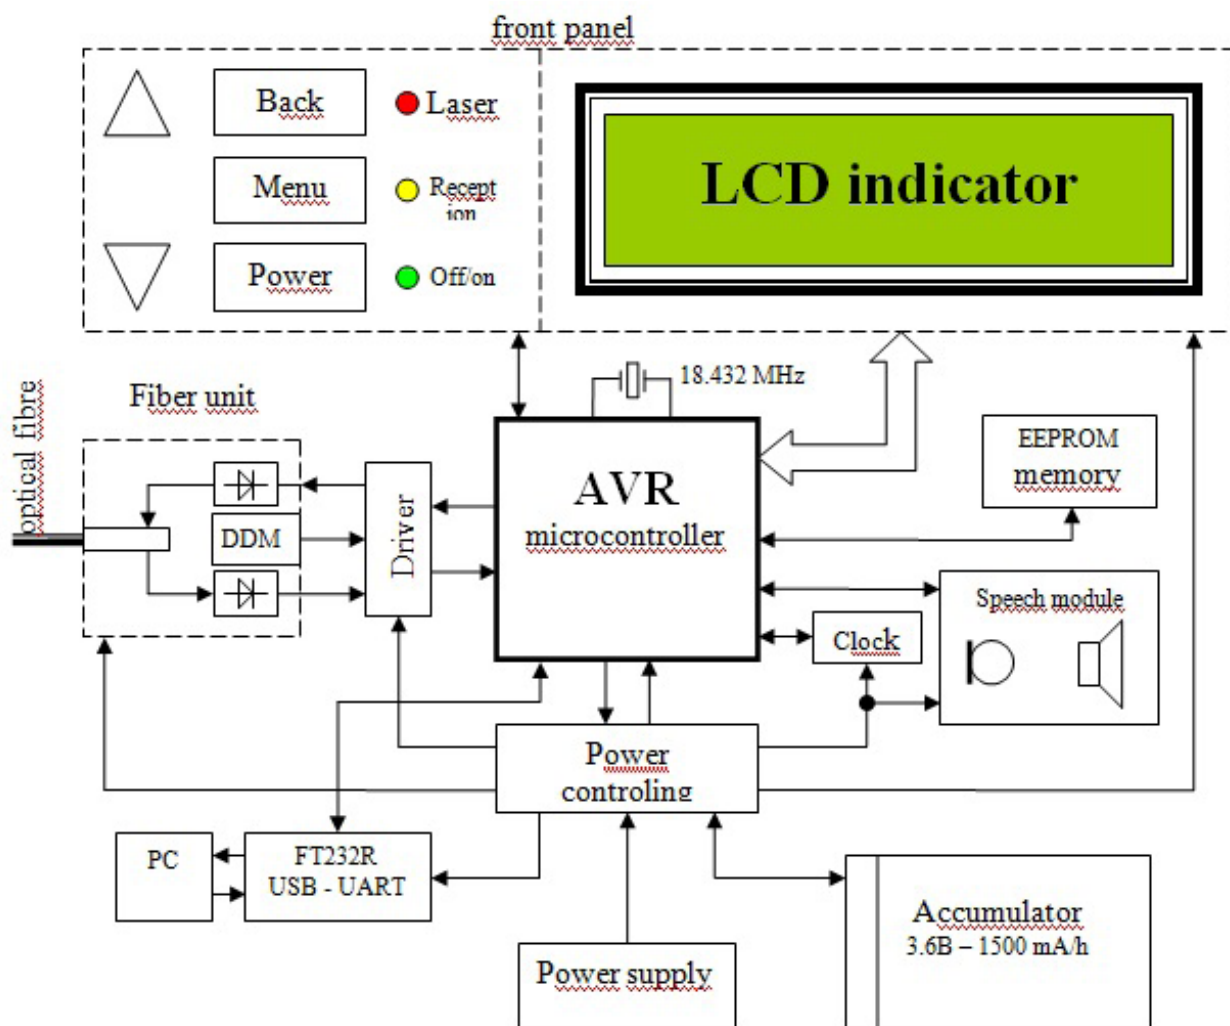 front panel
Back
Laser
Menu
Recept
ion
Power
Off/on
LCD indicator
18.432 MHz
optical fibre
Fiber unit
DDM
Driver
AVR
microcontroller
EEPROM
memory
Speech module
Clock
Power
controling
PC
FT232R
USB - UART
Accumulator
3.6B – 1500 mA/h
Power supply